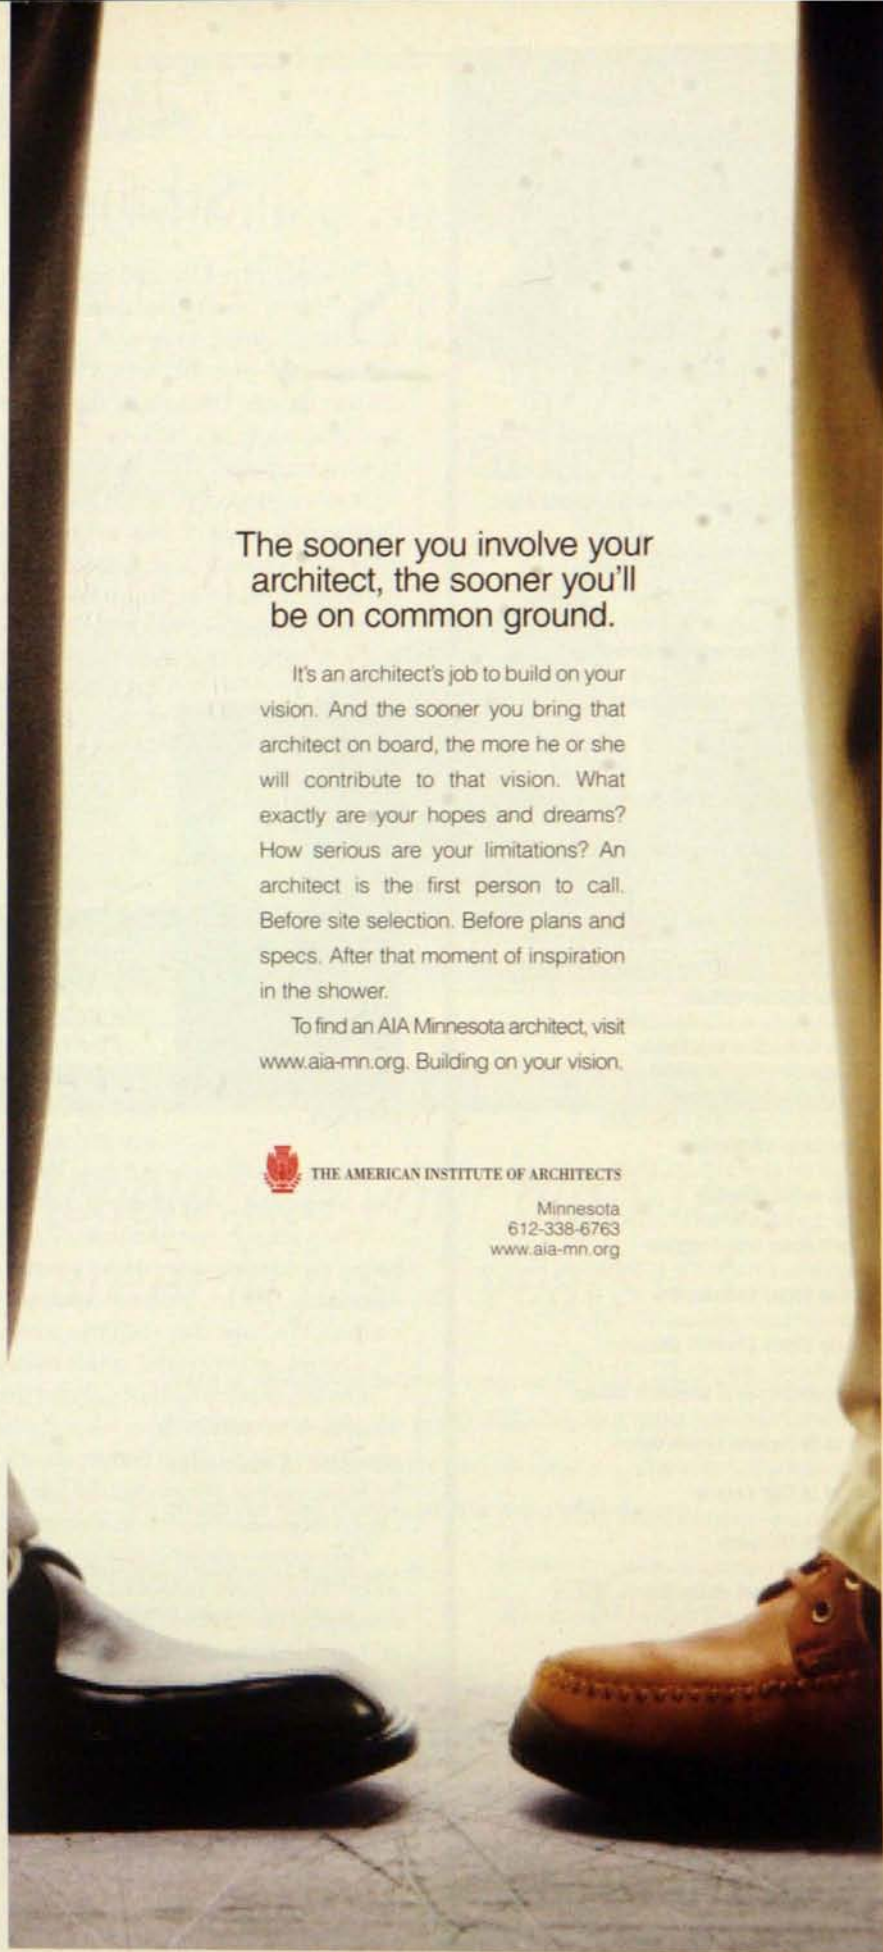 The sooner you involve your
architect, the sooner you'll
be on common ground.
It's an architect's job to build on your
vision. And the sooner you bring that
architect on board, the more he or she
will contribute to that vision. What
exactly are your hopes and dreams?
How serious are your limitations? An
architect is the first person to call.
Before site selection. Before plans and
specs. After that moment of inspiration
in the shower.
To find an AIA Minnesota architect, visit
www.aia-mn.org. Building on your vision.
THE AMERICAN INSTITUTE OF ARCHITECTS
Minnesota
612-338-6763
www.aia-mn.org